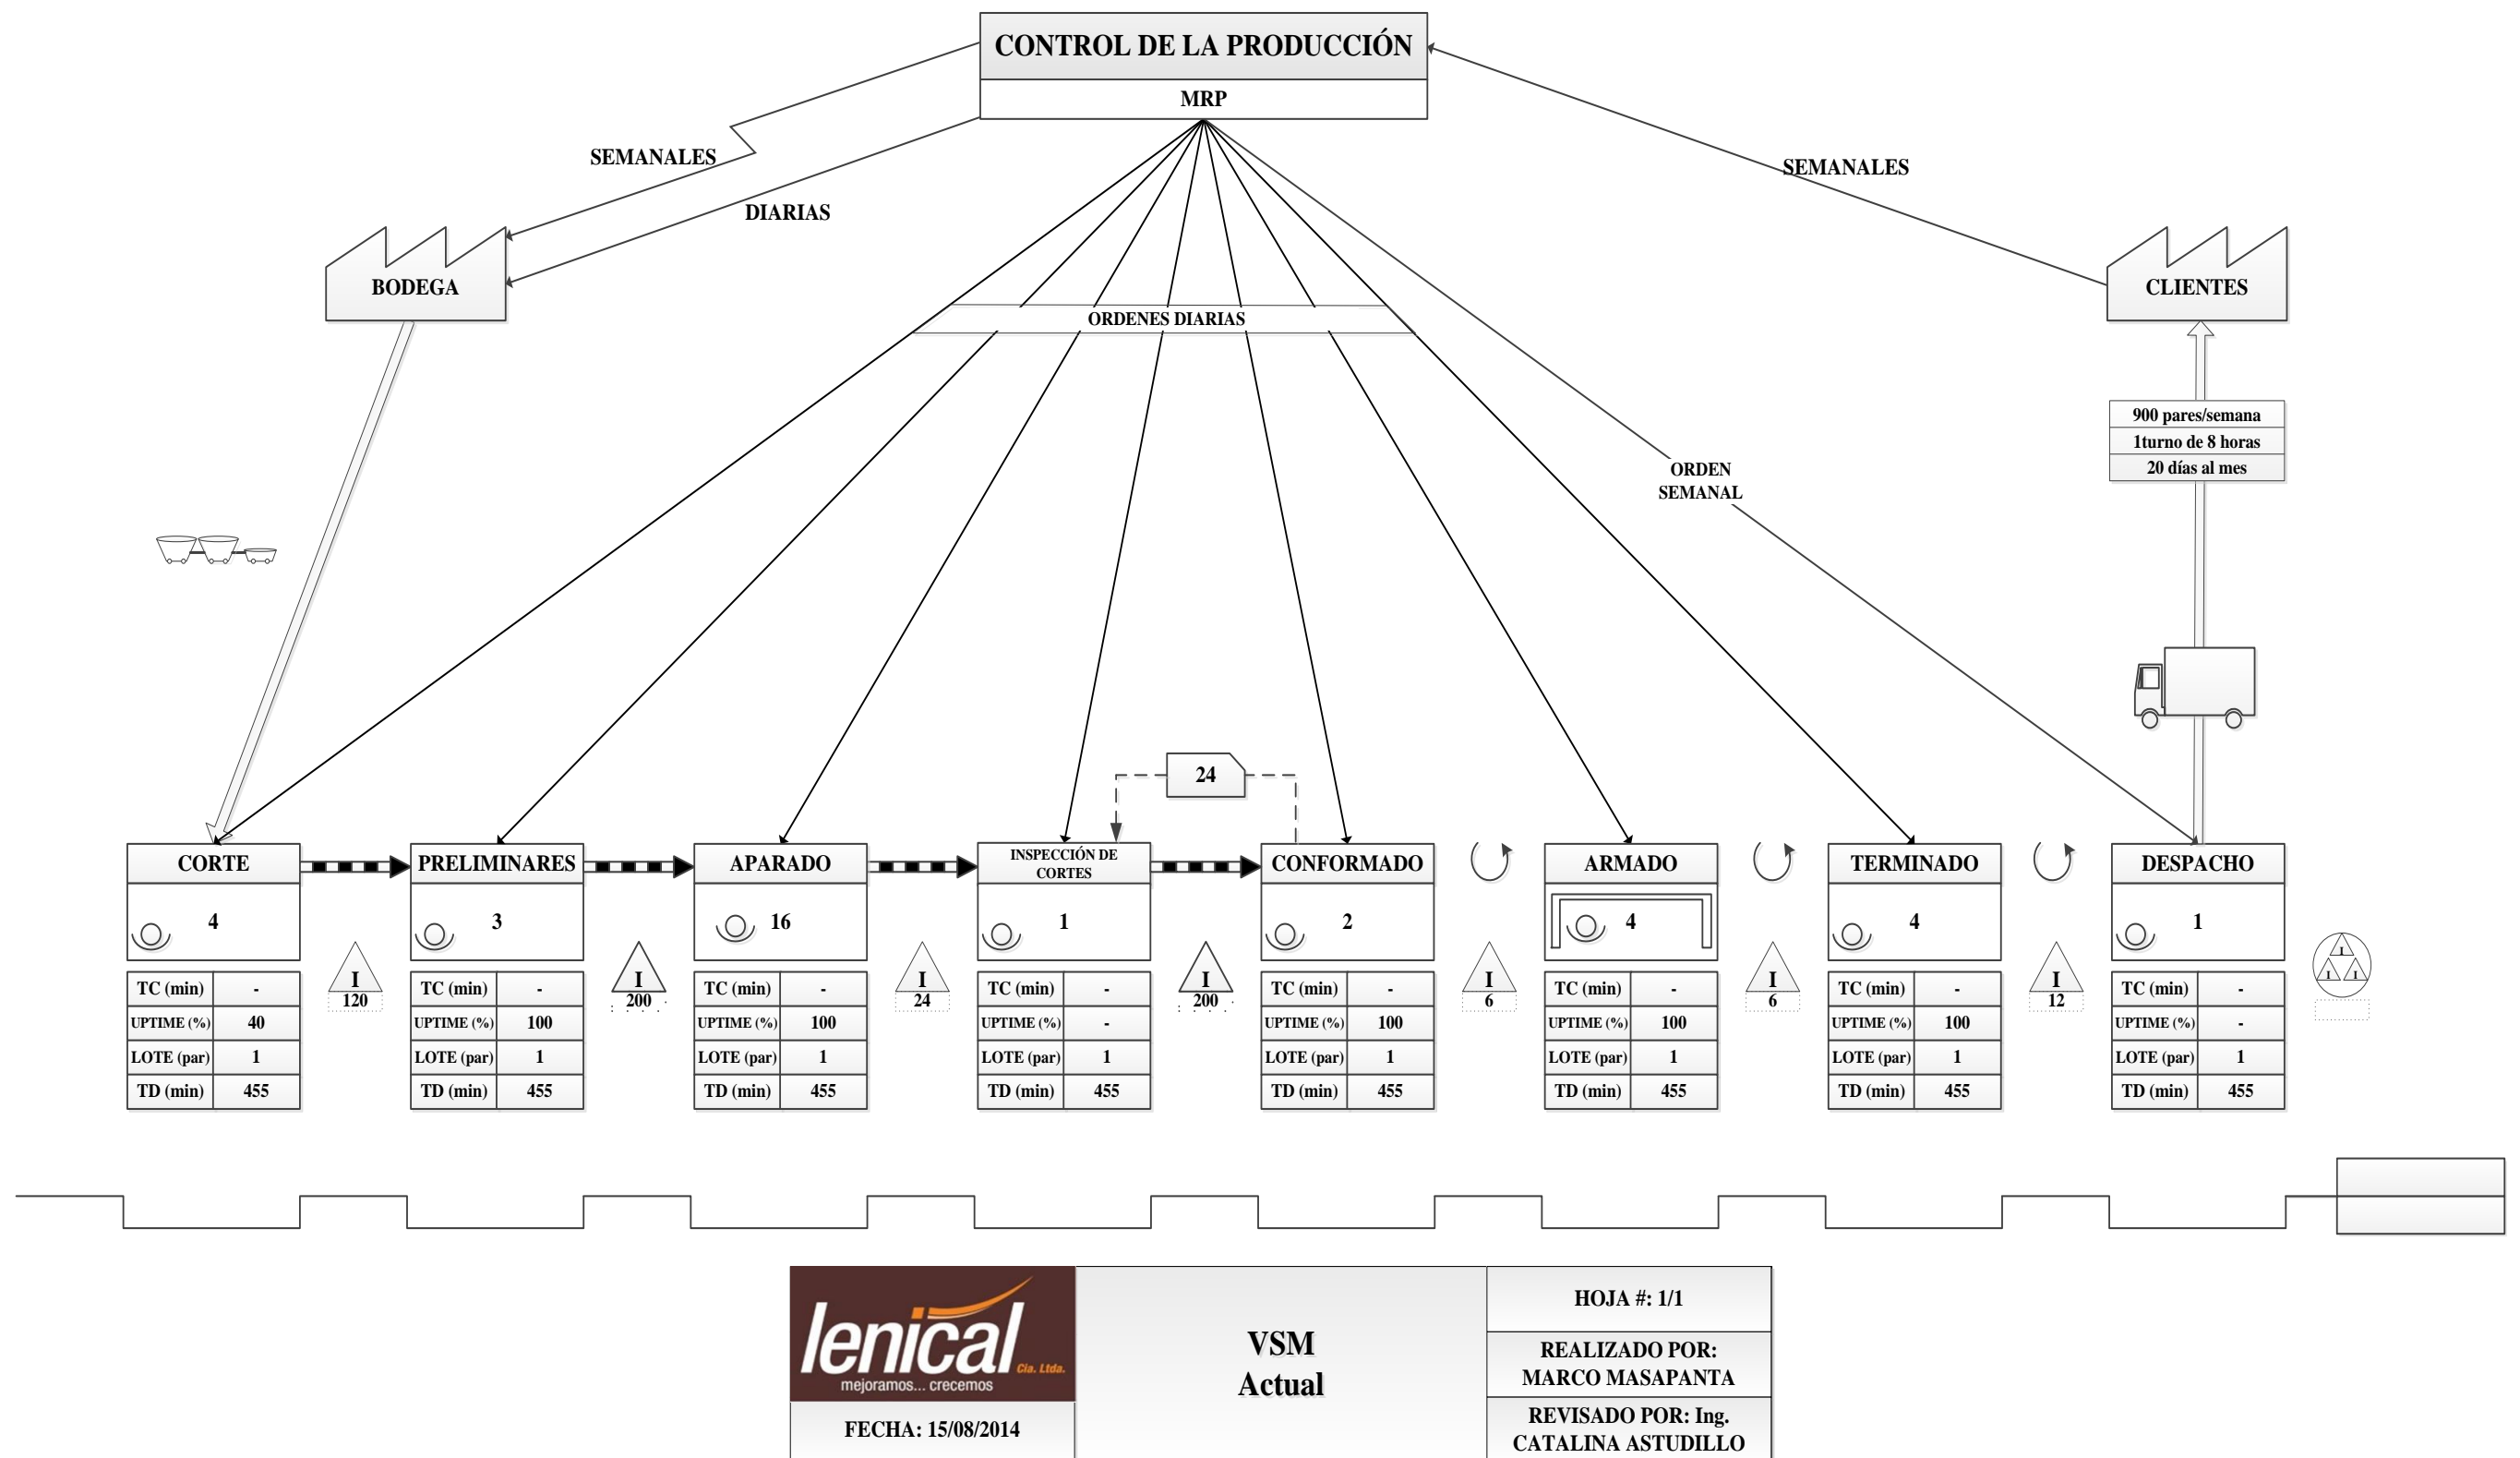 CONTROL DE LA PRODUCCIÓN
MRP
SEMANALES
SEMANALES
DIARIAS
BODEGA
CLIENTES
ORDENES DIARIAS
900 pares/semana
1turno de 8 horas
20 días al mes
ORDEN
SEMANAL
24
CORTE
4
TC (min) -
UPTIME (%) 40
LOTE (par) 1
TD (min) 455
I
120
PRELIMINARES
3
TC (min) -
UPTIME (%) 100
LOTE (par) 1
TD (min) 455
I
200
APARADO
16
TC (min) -
UPTIME (%) 100
LOTE (par) 1
TD (min) 455
I
24
INSPECCIÓN DE
CORTES
1
TC (min) -
UPTIME (%) -
LOTE (par) 1
TD (min) 455
I
200
CONFORMADO
2
TC (min) -
UPTIME (%) 100
LOTE (par) 1
TD (min) 455
I
6
ARMADO
4
TC (min) -
UPTIME (%) 100
LOTE (par) 1
TD (min) 455
I
6
TERMINADO
4
TC (min) -
UPTIME (%) 100
LOTE (par) 1
TD (min) 455
I
12
DESPACHO
1
TC (min) -
UPTIME (%) -
LOTE (par) 1
TD (min) 455
I
I I
lenical
Cia. Ltda.
mejoramos... crecemos
FECHA: 15/08/2014
VSM
Actual
HOJA #: 1/1
REALIZADO POR:
MARCO MASAPANTA
REVISADO POR: Ing.
CATALINA ASTUDILLO